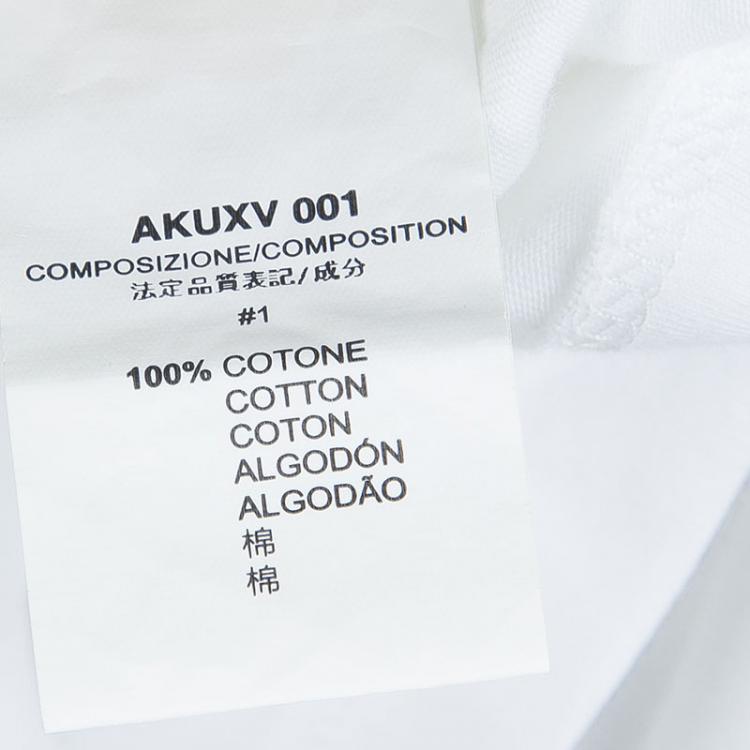 AKUXV 001
COMPOSIZIONE/COMPOSITION
法定品質表記/成分
#1
100% COTONE
COTTON
COTON
ALGODÓN
ALGODÃO
棉
棉